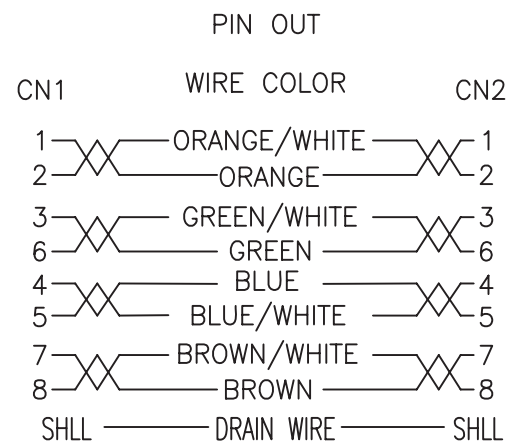 PIN OUT
CN1 WIRE COLOR CN2
1 ORANGE/WHITE 1
2 ORANGE 2
3 GREEN/WHITE 3
6 GREEN 6
4 BLUE 4
5 BLUE/WHITE 5
7 BROWN/WHITE 7
8 BROWN 8
SHLL DRAIN WIRE SHLL